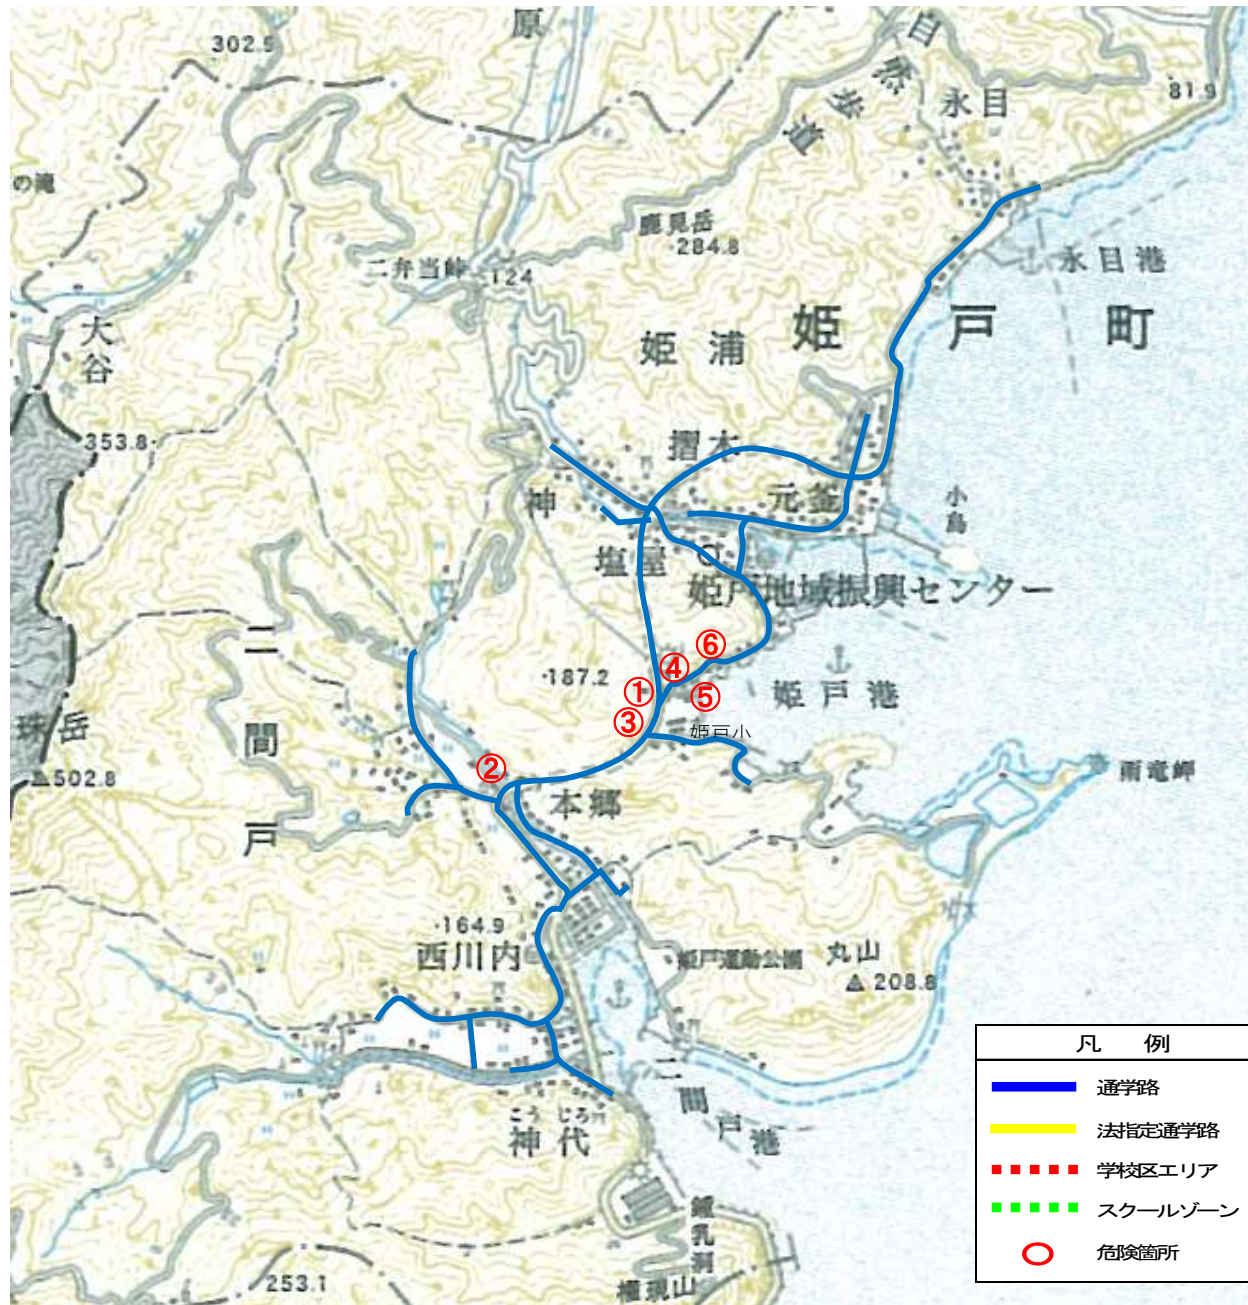 302.5
原
自
然
歩
道
永目
81.9
の滝
鹿見岳
284.8
永目港
二弁当峠
124
姫戸町
姫浦
大
谷
353.8
摺木
神
元釜
小
島
塩屋
姫戸地域振興センター
⑥
④
187.2
①
⑤
姫戸港
③
姫戸小
二
間
戸
珠岳
502.8
②
本郷
雨竜岬
164.9
西川内
姫戸運動公園
丸山
208.8
二
間
戸
港
こうじろ
神代
鍾
乳
洞
権現山
253.1
凡 例
通学路
法指定通学路
学校区エリア
スクールゾーン
危険箇所